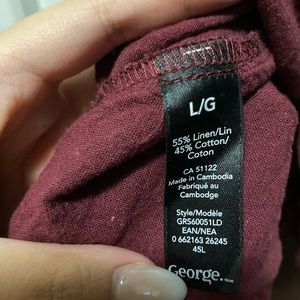 L/G
55% Linen/Lin
45% Cotton/
Coton
CA 51122
Made in Cambodia
Fabriqué au
Cambodge
Style/Modèle
GRS60051LD
EAN/NEA
0 662163 26245
45L
George.